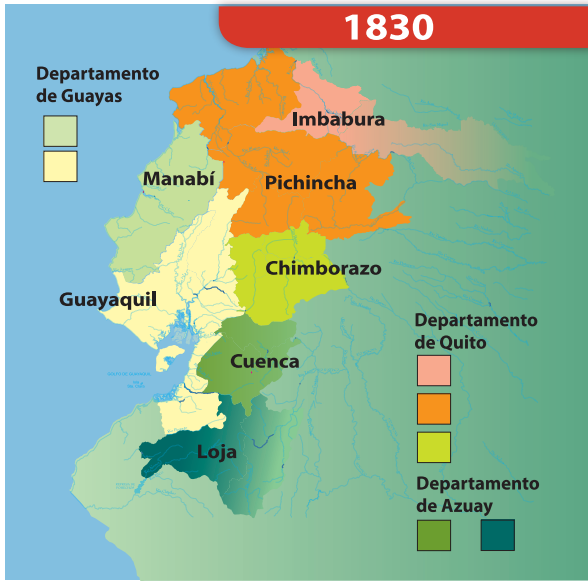 1830
Departamento
de Guayas
Imbabura
Manabí
Pichincha
Chimborazo
Guayaquil
Departamento
de Quito
Cuenca
Loja
Departamento
de Azuay